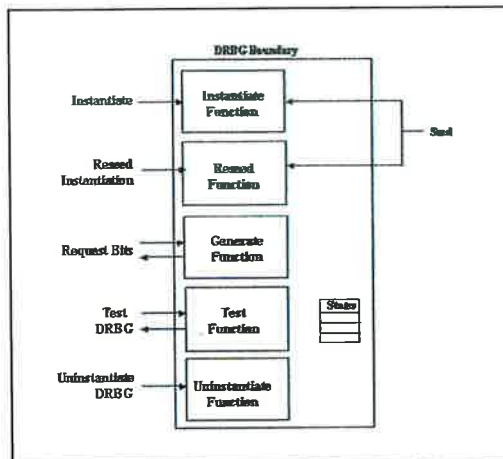 DRBG Boundary
Instantiate
Instantiate
Function
Seed
Reseed
Instantiation
Reseed
Function
Request Bits
Generate
Function
Test
DRBG
Test
Function
States
Uninstantiate
DRBG
Uninstantiate
Function